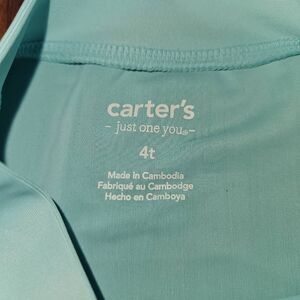 carter's
- just one you® -
4t
Made in Cambodia
Fabriqué au Cambodge
Hecho en Camboya